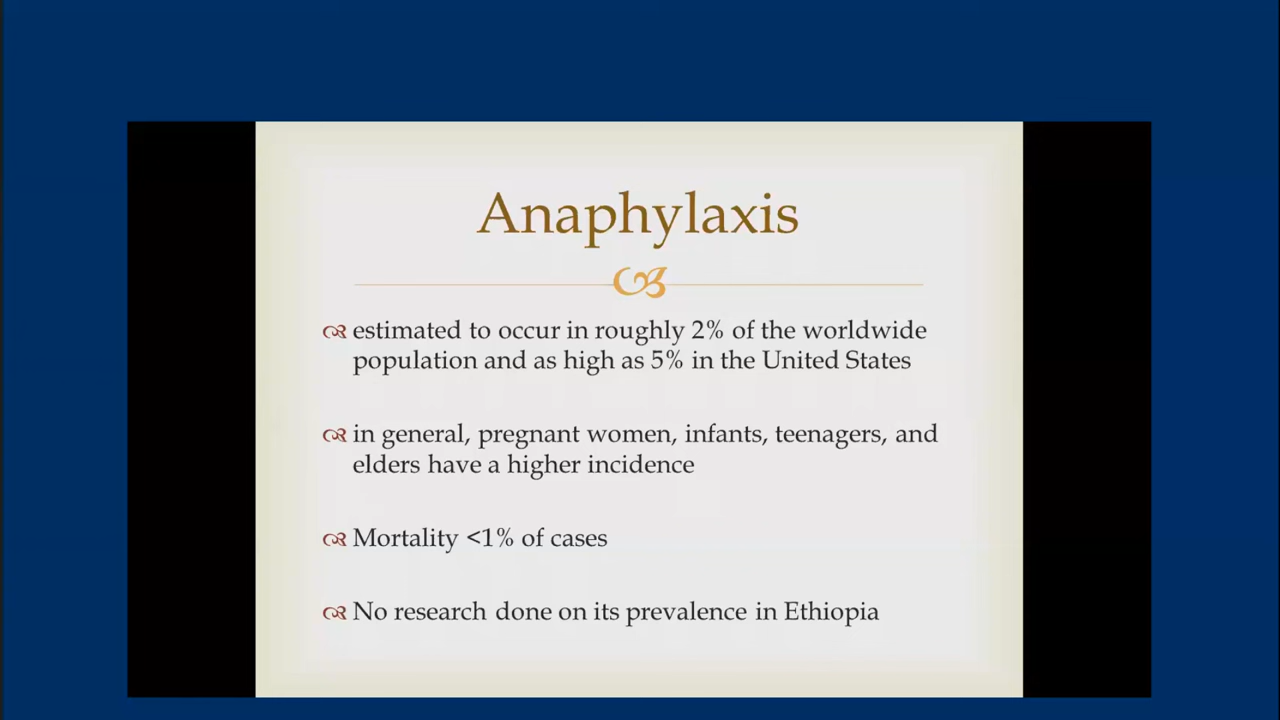 Anaphylaxis
estimated to occur in roughly 2% of the worldwide
population and as high as 5% in the United States
in general, pregnant women, infants, teenagers, and
elders have a higher incidence
Mortality <1% of cases
No research done on its prevalence in Ethiopia